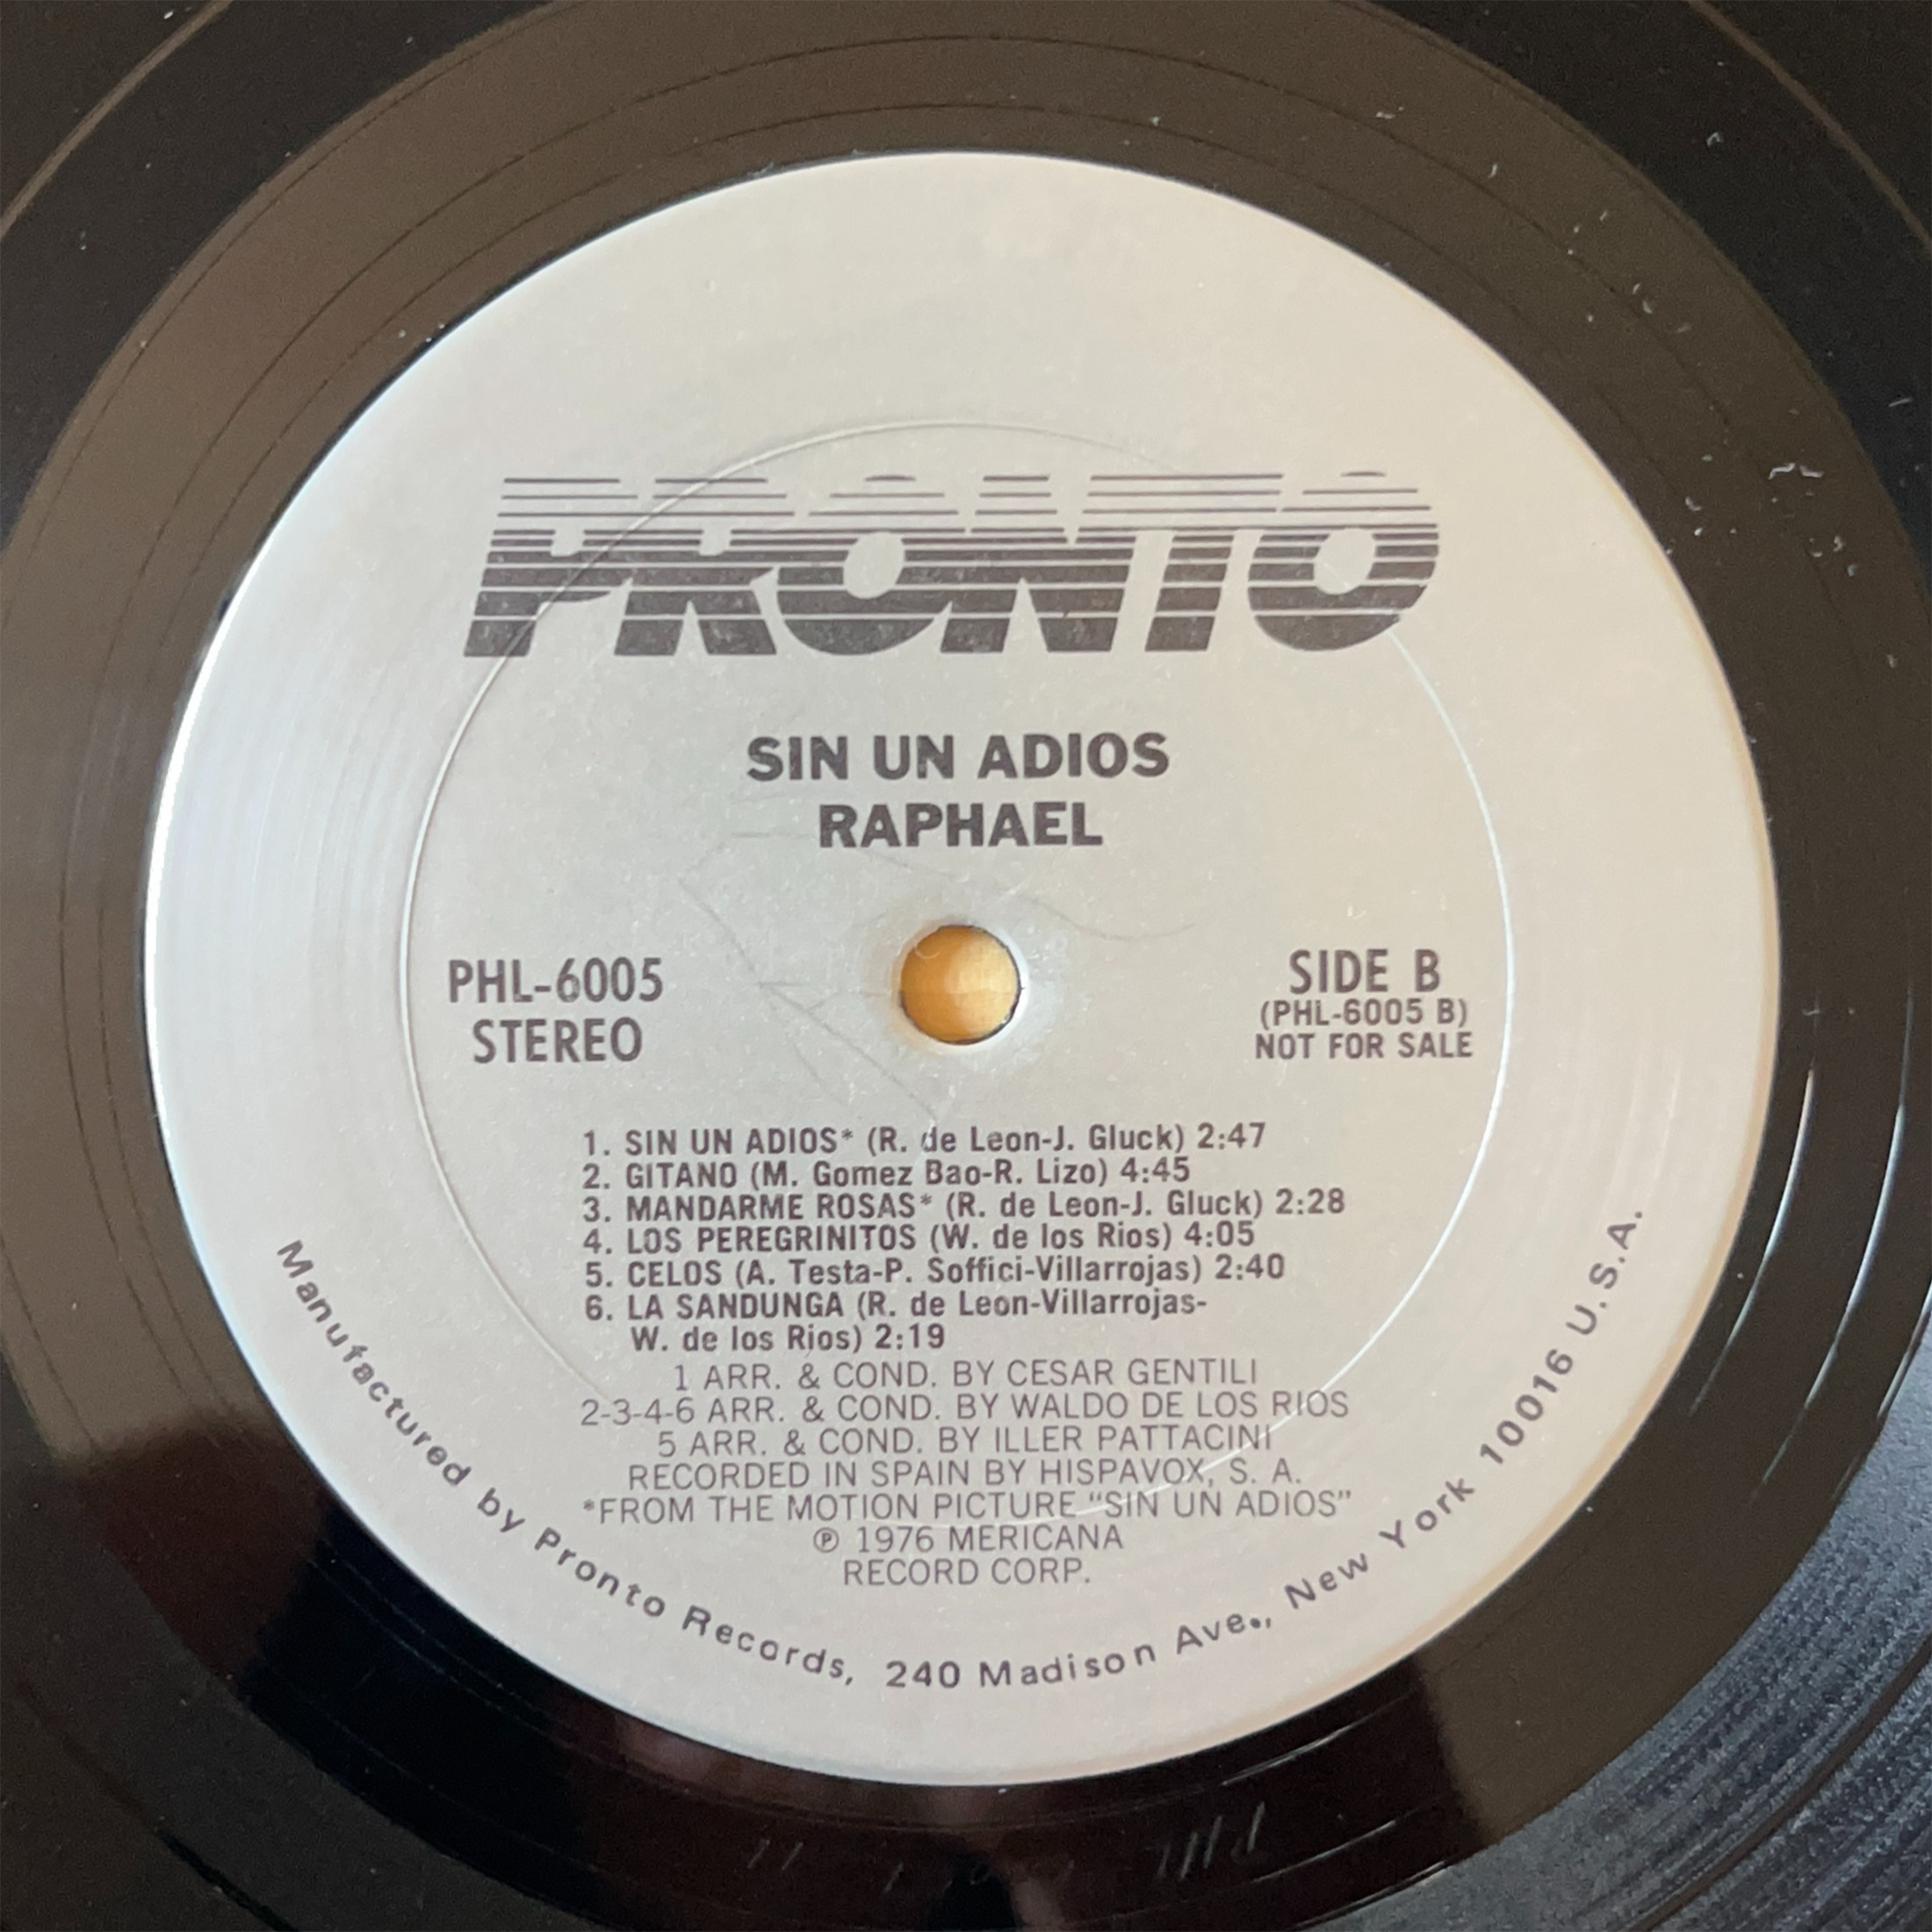 PRONTO
SIN UN ADIOS
RAPHAEL
PHL-6005
STEREO
SIDE B
(PHL-6005 B)
NOT FOR SALE
1. SIN UN ADIOS* (R. de Leon-J. Gluck) 2:47
2. GITANO (M. Gomez Bao-R. Lizo) 4:45
3. MANDARME ROSAS* (R. de Leon-J. Gluck) 2:28
4. LOS PEREGRINITOS (W. de los Rios) 4:05
5. CELOS (A. Testa-P. Soffici-Villarrojas) 2:40
6. LA SANDUNGA (R. de Leon-Villarrojas-
W. de los Rios) 2:19
1 ARR. & COND. BY CESAR GENTILI
2-3-4-6 ARR. & COND. BY WALDO DE LOS RIOS
5 ARR. & COND. BY ILLER PATTACINI
RECORDED IN SPAIN BY HISPAVOX, S. A.
*FROM THE MOTION PICTURE “SIN UN ADIOS”
℗ 1976 MERICANA
RECORD CORP.
Manufactured by Pronto Records, 240 Madison Ave., New York 10016 U.S.A.